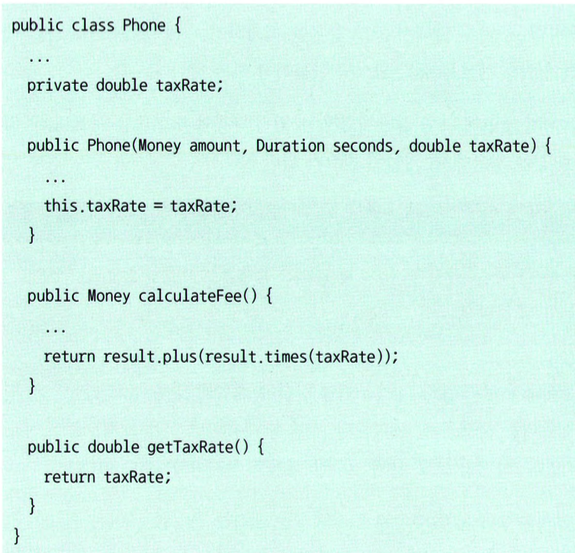 public class Phone {
...
private double taxRate;
public Phone(Money amount, Duration seconds, double taxRate) {
...
this.taxRate = taxRate;
}
public Money calculateFee() {
...
return result.plus(result.times(taxRate));
}
public double getTaxRate() {
return taxRate;
}
}